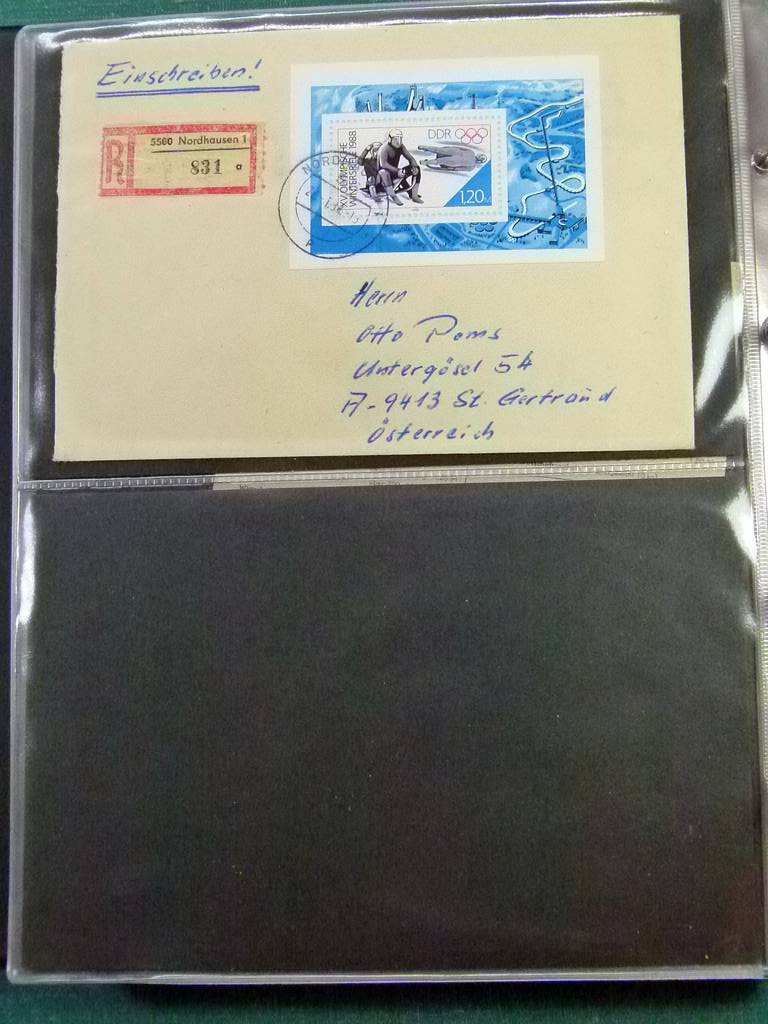 Einschreiben!
R
5500 Nordhausen 1
831 a
DDR
XV. OLYMPISCHE
WINTERSPIELE 1988
1,20 M
NORDH
Herrn
Otto Poms
Untergösel 54
A-9413 St. Gertraud
Österreich